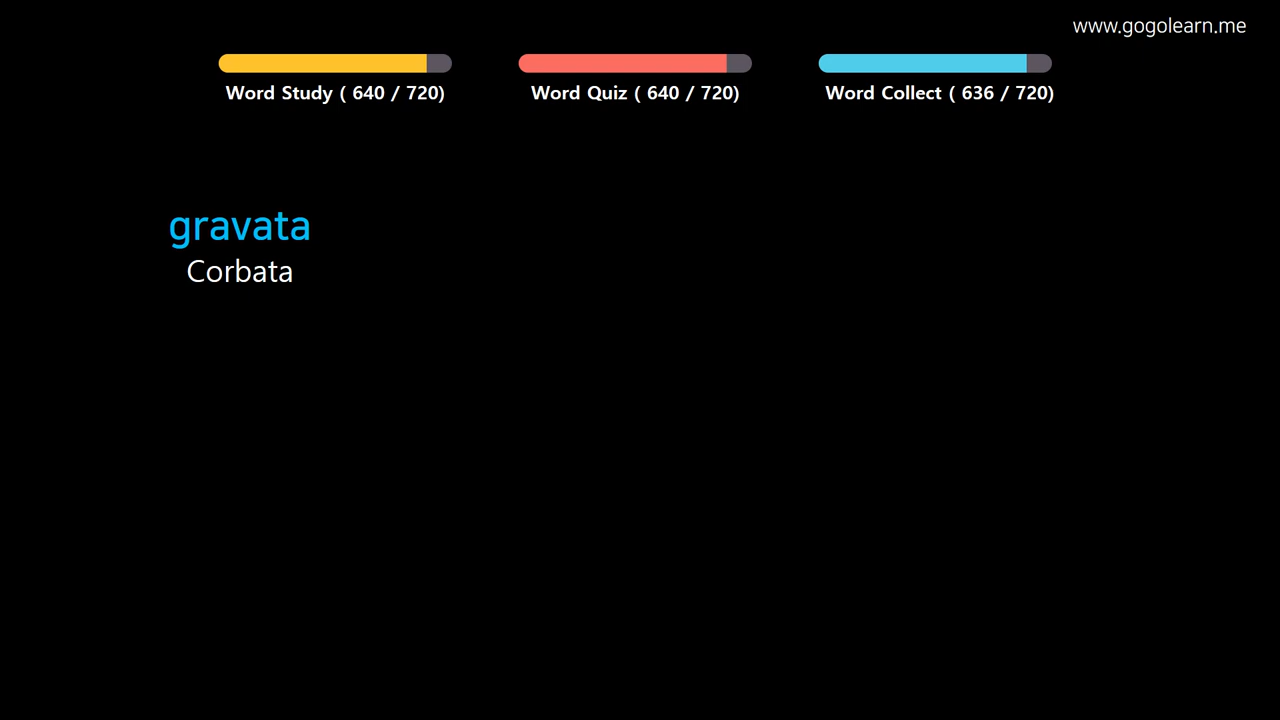 www.gogolearn.me
Word Study ( 640 / 720)
Word Quiz ( 640 / 720)
Word Collect ( 636 / 720)
gravata
Corbata